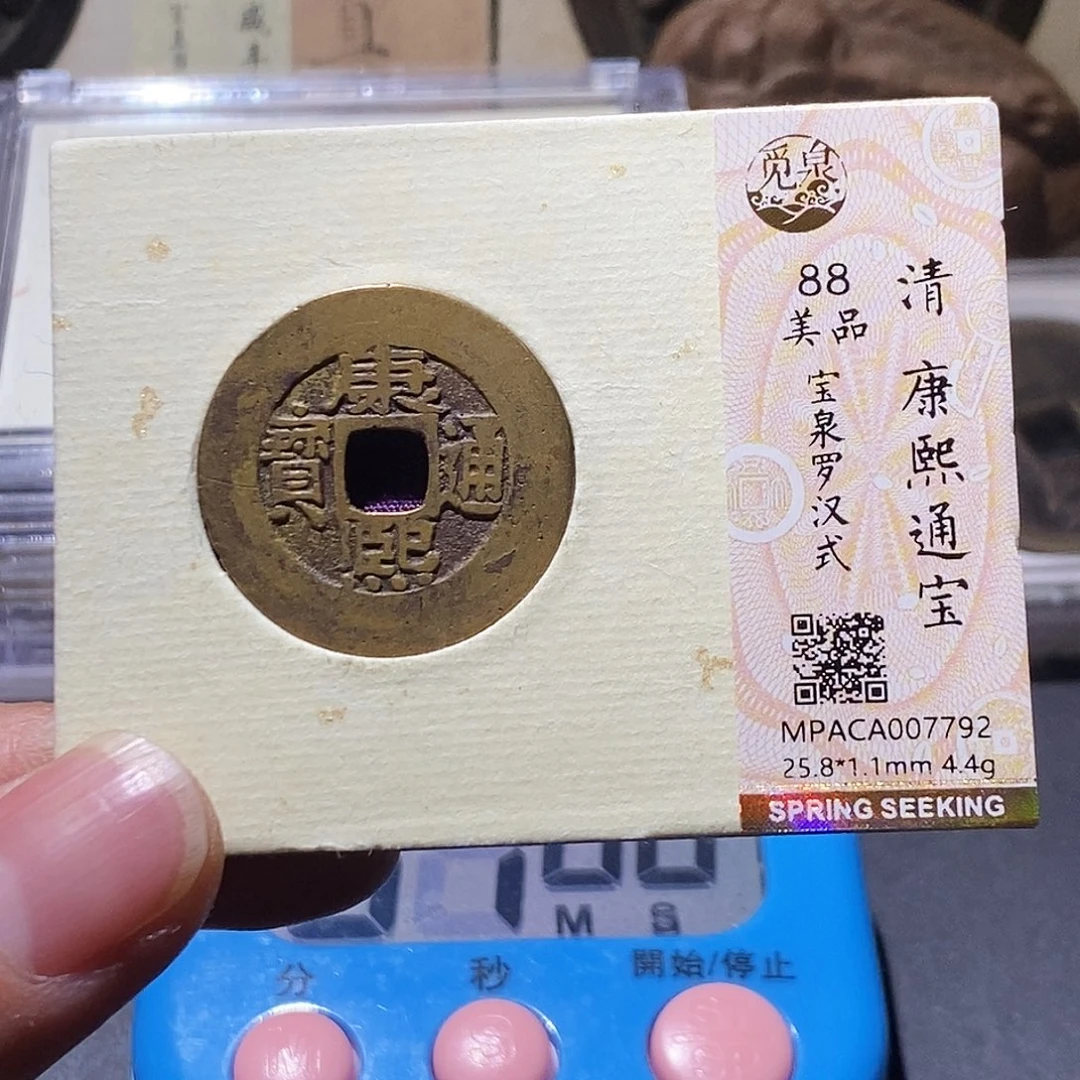 康熙通寶
觅泉
清 康熙通宝
88
美品
宝泉罗汉式
MPACA007792
25.8*1.1mm 4.4g
SPRING SEEKING
00
M S
分 秒 開始/停止